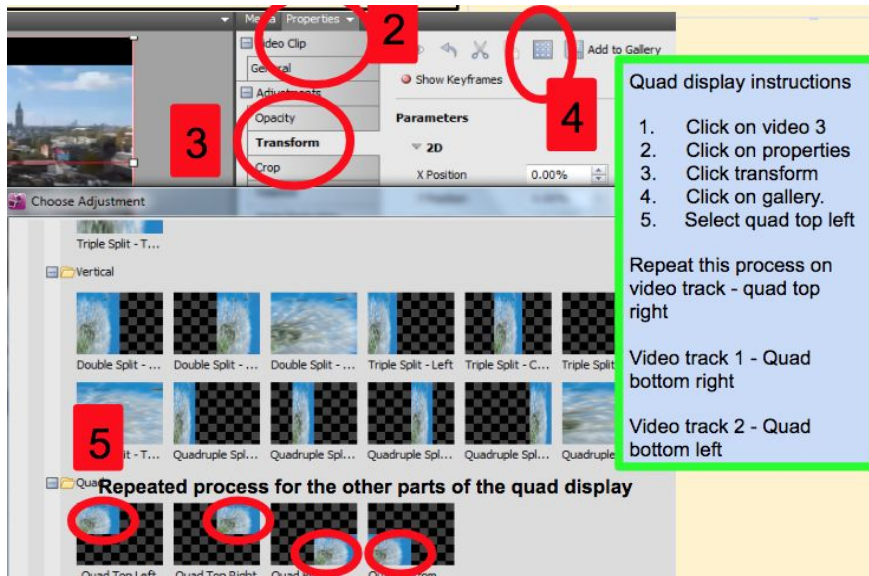 Media Properties
2
Video Clip
General
Adjustments
Opacity
Transform
Crop
3
Add to Gallery
Show Keyframes
4
Parameters
2D
X Position 0.00%
Quad display instructions
1. Click on video 3
2. Click on properties
3. Click transform
4. Click on gallery.
5. Select quad top left
Repeat this process on
video track - quad top
right
Video track 1 - Quad
bottom right
Video track 2 - Quad
bottom left
Choose Adjustment
Triple Split - T...
Vertical
Double Split - ... Double Split - ... Double Split - ... Triple Split - Left Triple Split - C... Triple Split
5
it - T... Quadruple Spl... Quadruple Spl... Quadruple Spl... Quadruple Spl... Quadruple
Quad
Repeated process for the other parts of the quad display
Quad Top Left Quad Top Right Quad